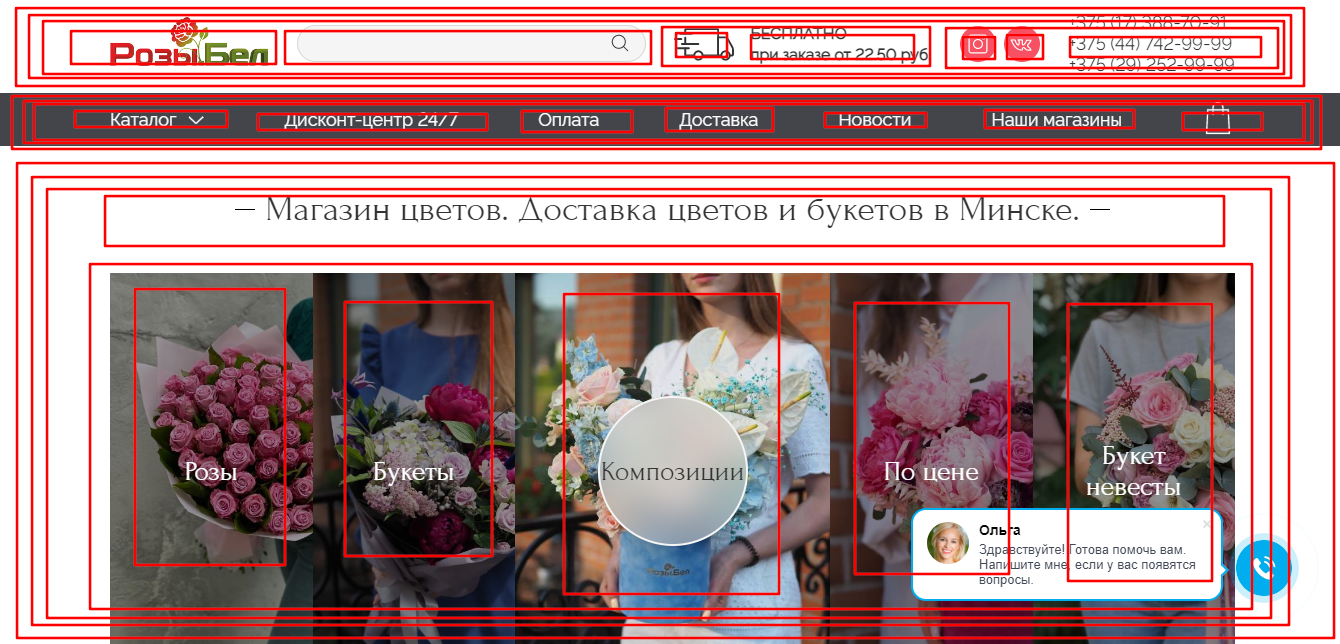 РозыБел
БЕСПЛАТНО
при заказе от 22.50 руб
+375 (17) 388-70-91
+375 (44) 742-99-99
+375 (29) 252-99-99
Каталог
Дисконт-центр 24/7
Оплата
Доставка
Новости
Наши магазины
— Магазин цветов. Доставка цветов и букетов в Минске. —
Розы
Букеты
Композиции
По цене
Букет
невесты
РозыБел
Ольга
Здравствуйте! Готова помочь вам.
Напишите мне, если у вас появятся
вопросы.